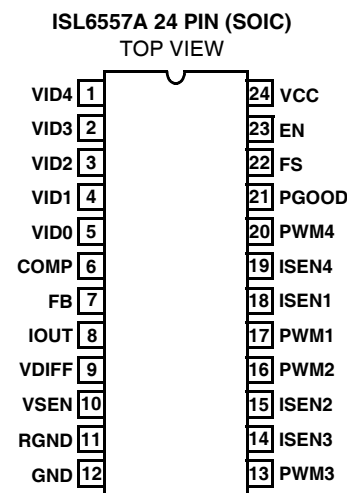 ISL6557A 24 PIN (SOIC)
TOP VIEW
VID4 1 24 VCC
VID3 2 23 EN
VID2 3 22 FS
VID1 4 21 PGOOD
VID0 5 20 PWM4
COMP 6 19 ISEN4
FB 7 18 ISEN1
IOUT 8 17 PWM1
VDIFF 9 16 PWM2
VSEN 10 15 ISEN2
RGND 11 14 ISEN3
GND 12 13 PWM3